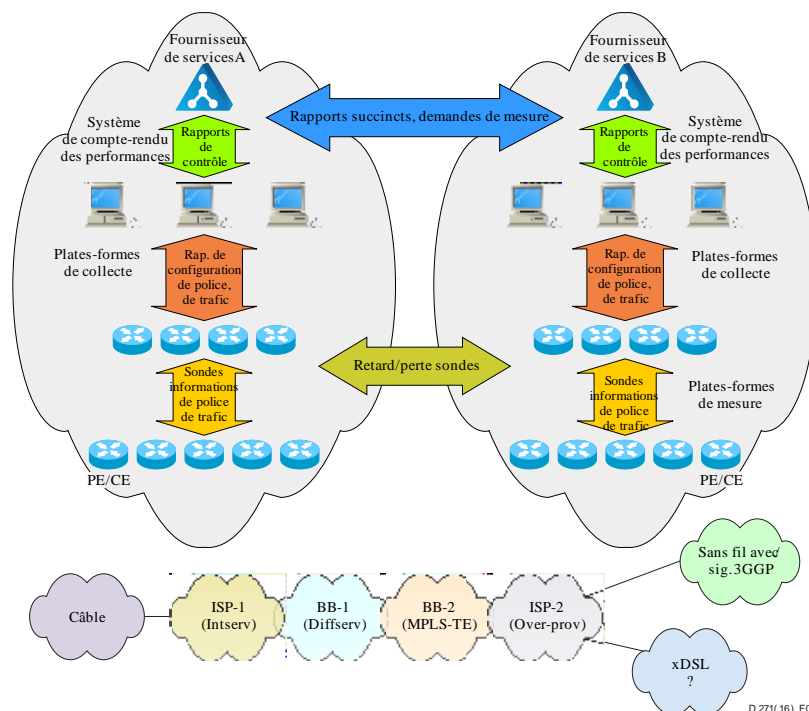 Fournisseur
de services A
Fournisseur
de services B
Rapports succincts, demandes de mesure
Système
de compte-rendu
des performances
Rapports
de
contrôle
Rapports
de
contrôle
Système
de compte-rendu
des performances
Plates-formes
de collecte
Rap. de
configuration
de police,
de trafic
Rap. de
configuration
de police,
de trafic
Plates-formes
de collecte
Retard/perte sondes
Sondes
informations
de police
de trafic
Sondes
informations
de police
de trafic
Plates-formes
de mesure
PE/CE
PE/CE
Sans fil avec
sig.3GGP
Câble
ISP-1
(Intserv)
BB-1
(Diffserv)
BB-2
(MPLS-TE)
ISP-2
(Over-prov)
xDSL
?